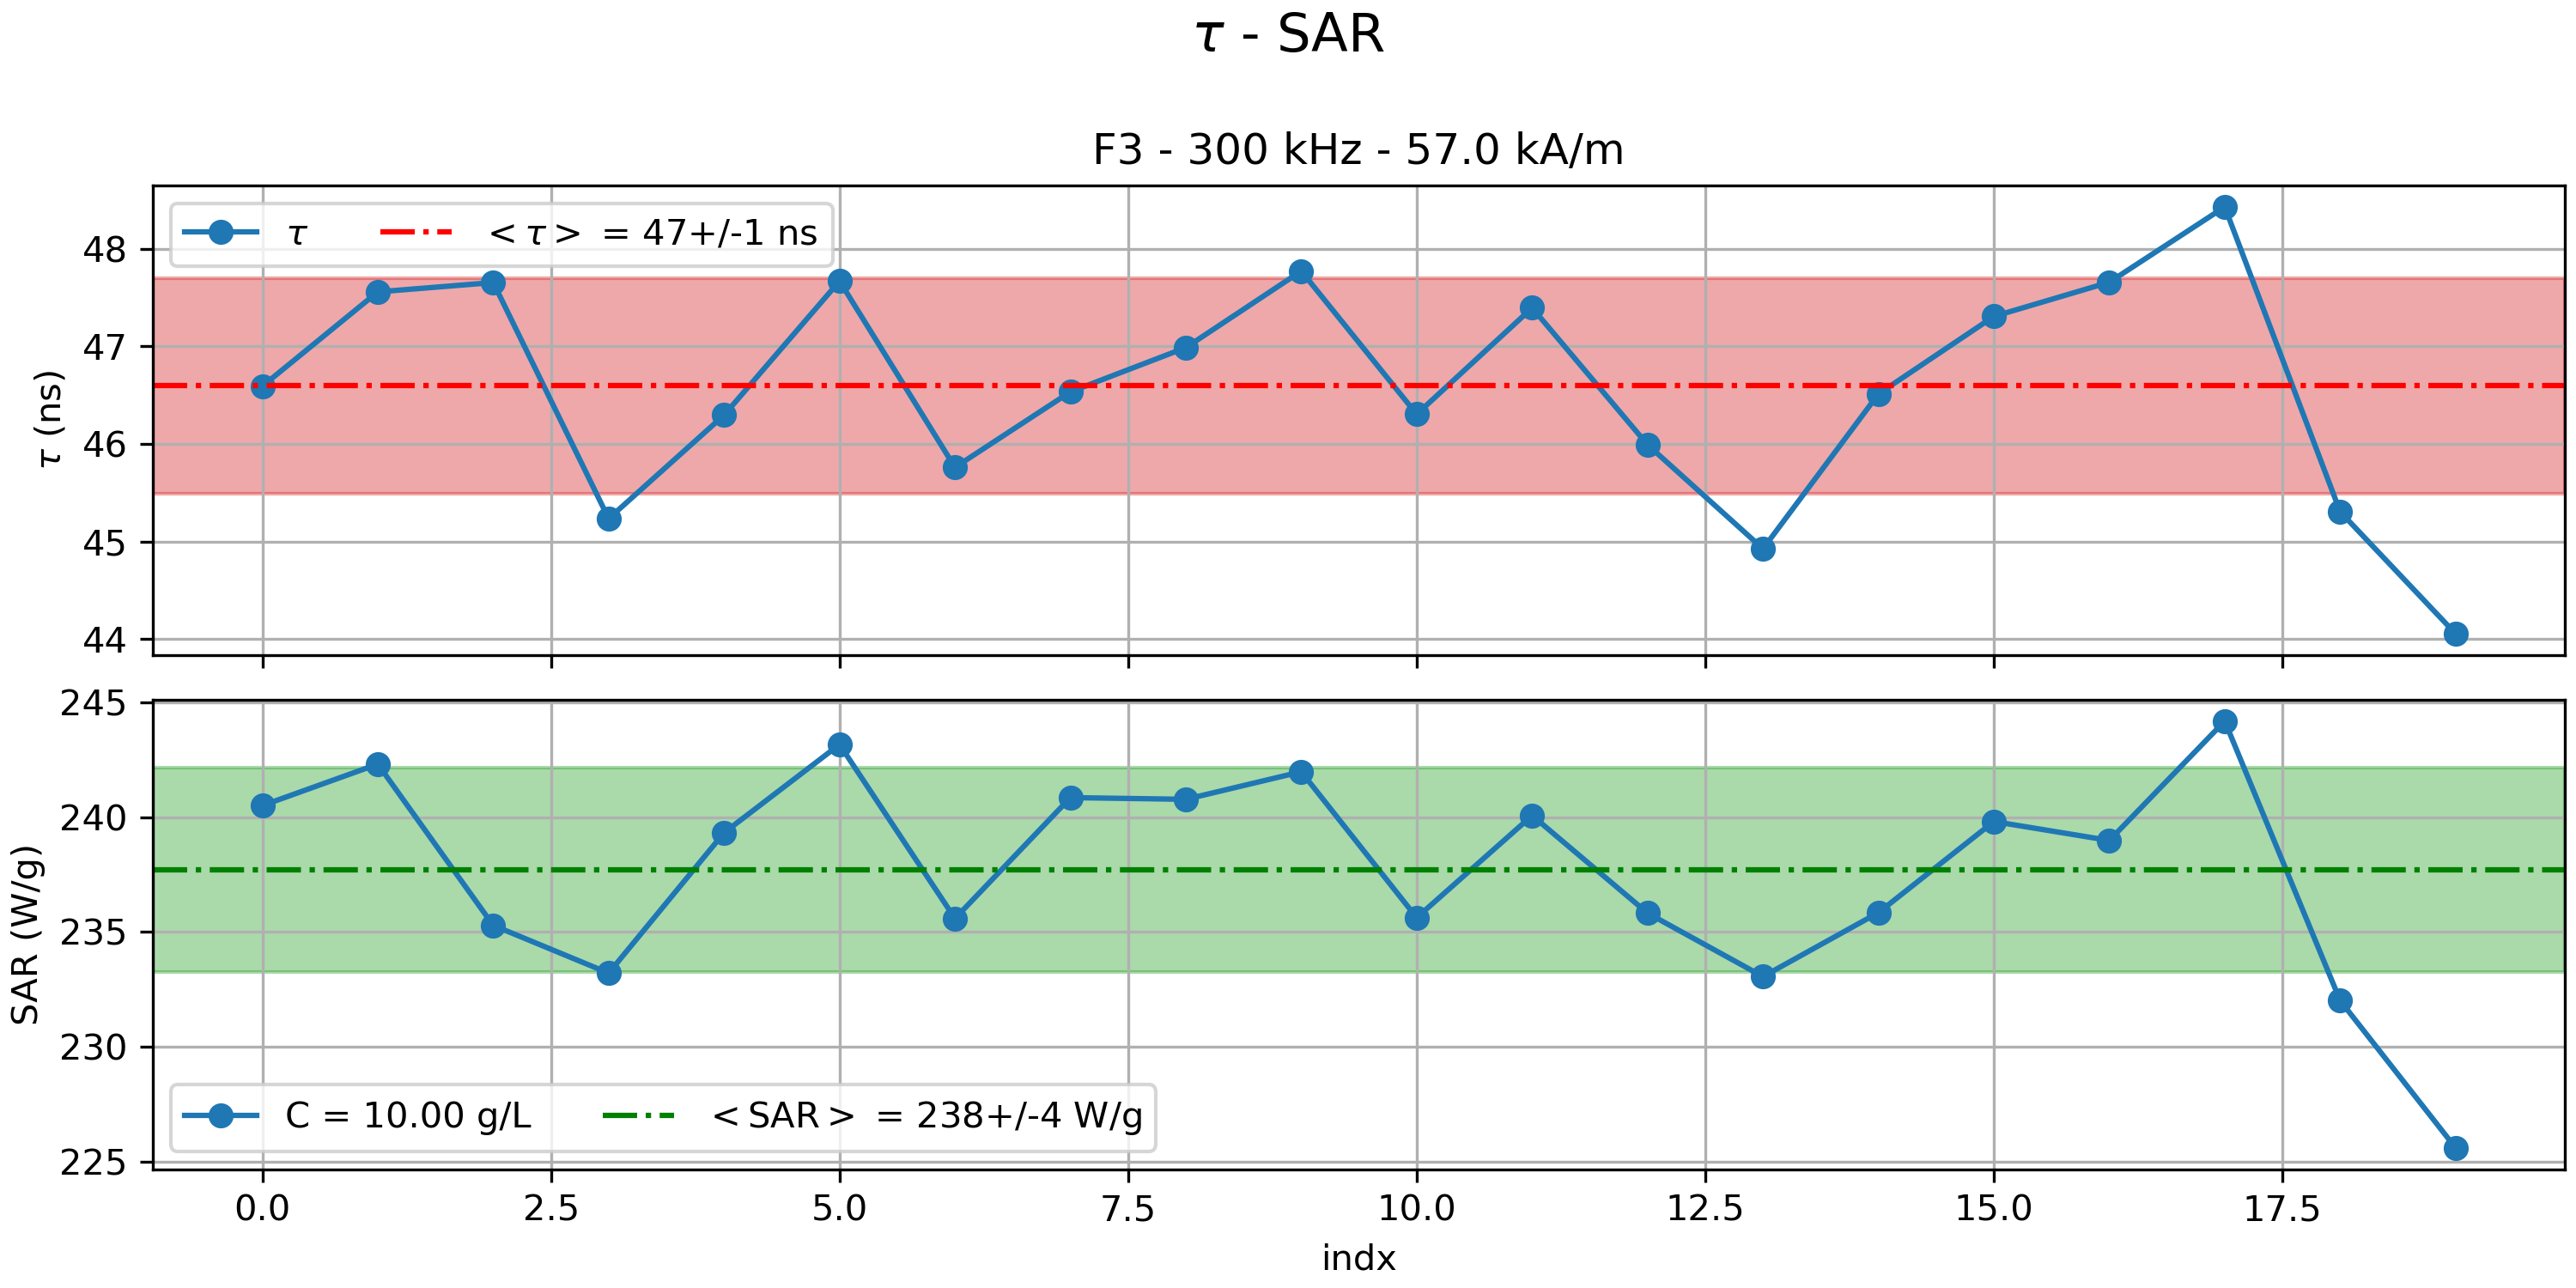 τ - SAR
F3 - 300 kHz - 57.0 kA/m
τ <τ> = 47+/-1 ns
48
47
46
45
44
τ (ns)
245
240
235
230
225
SAR (W/g)
C = 10.00 g/L <SAR> = 238+/-4 W/g
0.0 2.5 5.0 7.5 10.0 12.5 15.0 17.5
indx